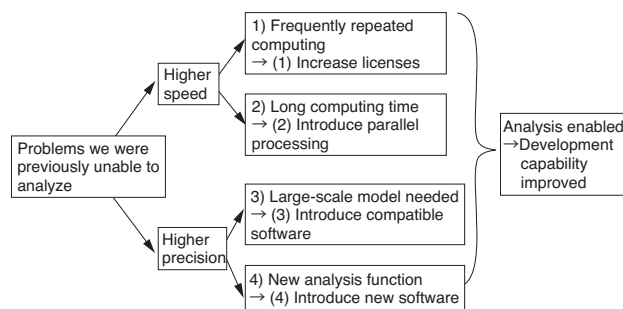 Problems we were
previously unable to
analyze
Higher
speed
Higher
precision
1) Frequently repeated
computing
→ (1) Increase licenses
2) Long computing time
→ (2) Introduce parallel
processing
3) Large-scale model needed
→ (3) Introduce compatible
software
4) New analysis function
→ (4) Introduce new software
Analysis enabled
→Development
capability
improved